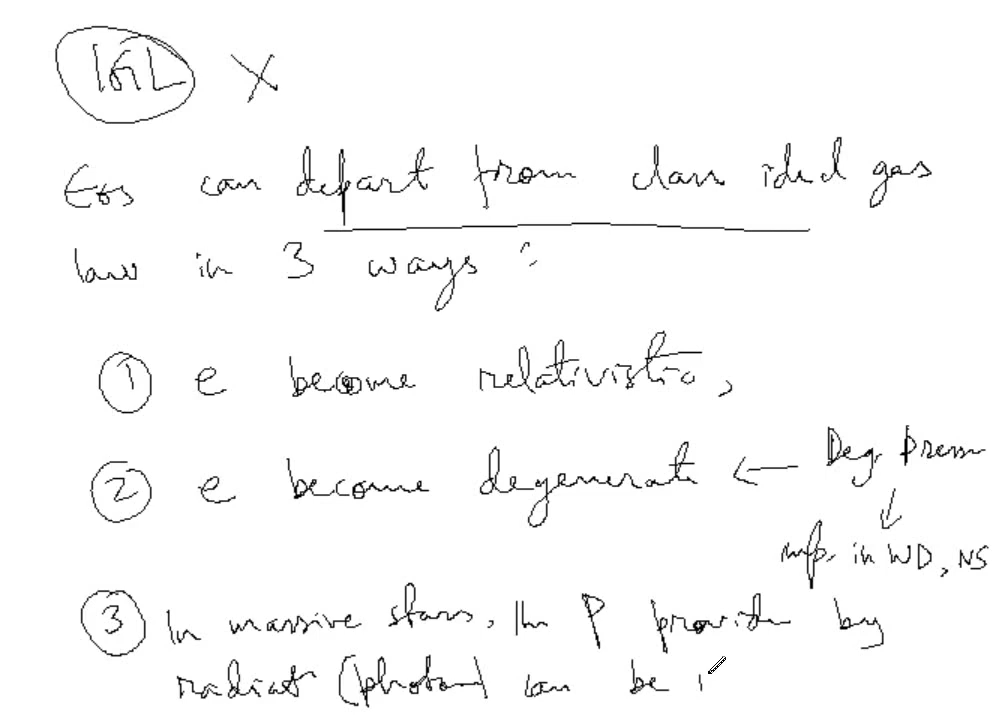 IGL X
EOS can depart from class ideal gas
law in 3 ways :
① e become relativistic,
② e become degenerate ← Deg. Press
↓
imp. in WD, NS
③ In massive stars, the P provided by
radiat (photon) can be i